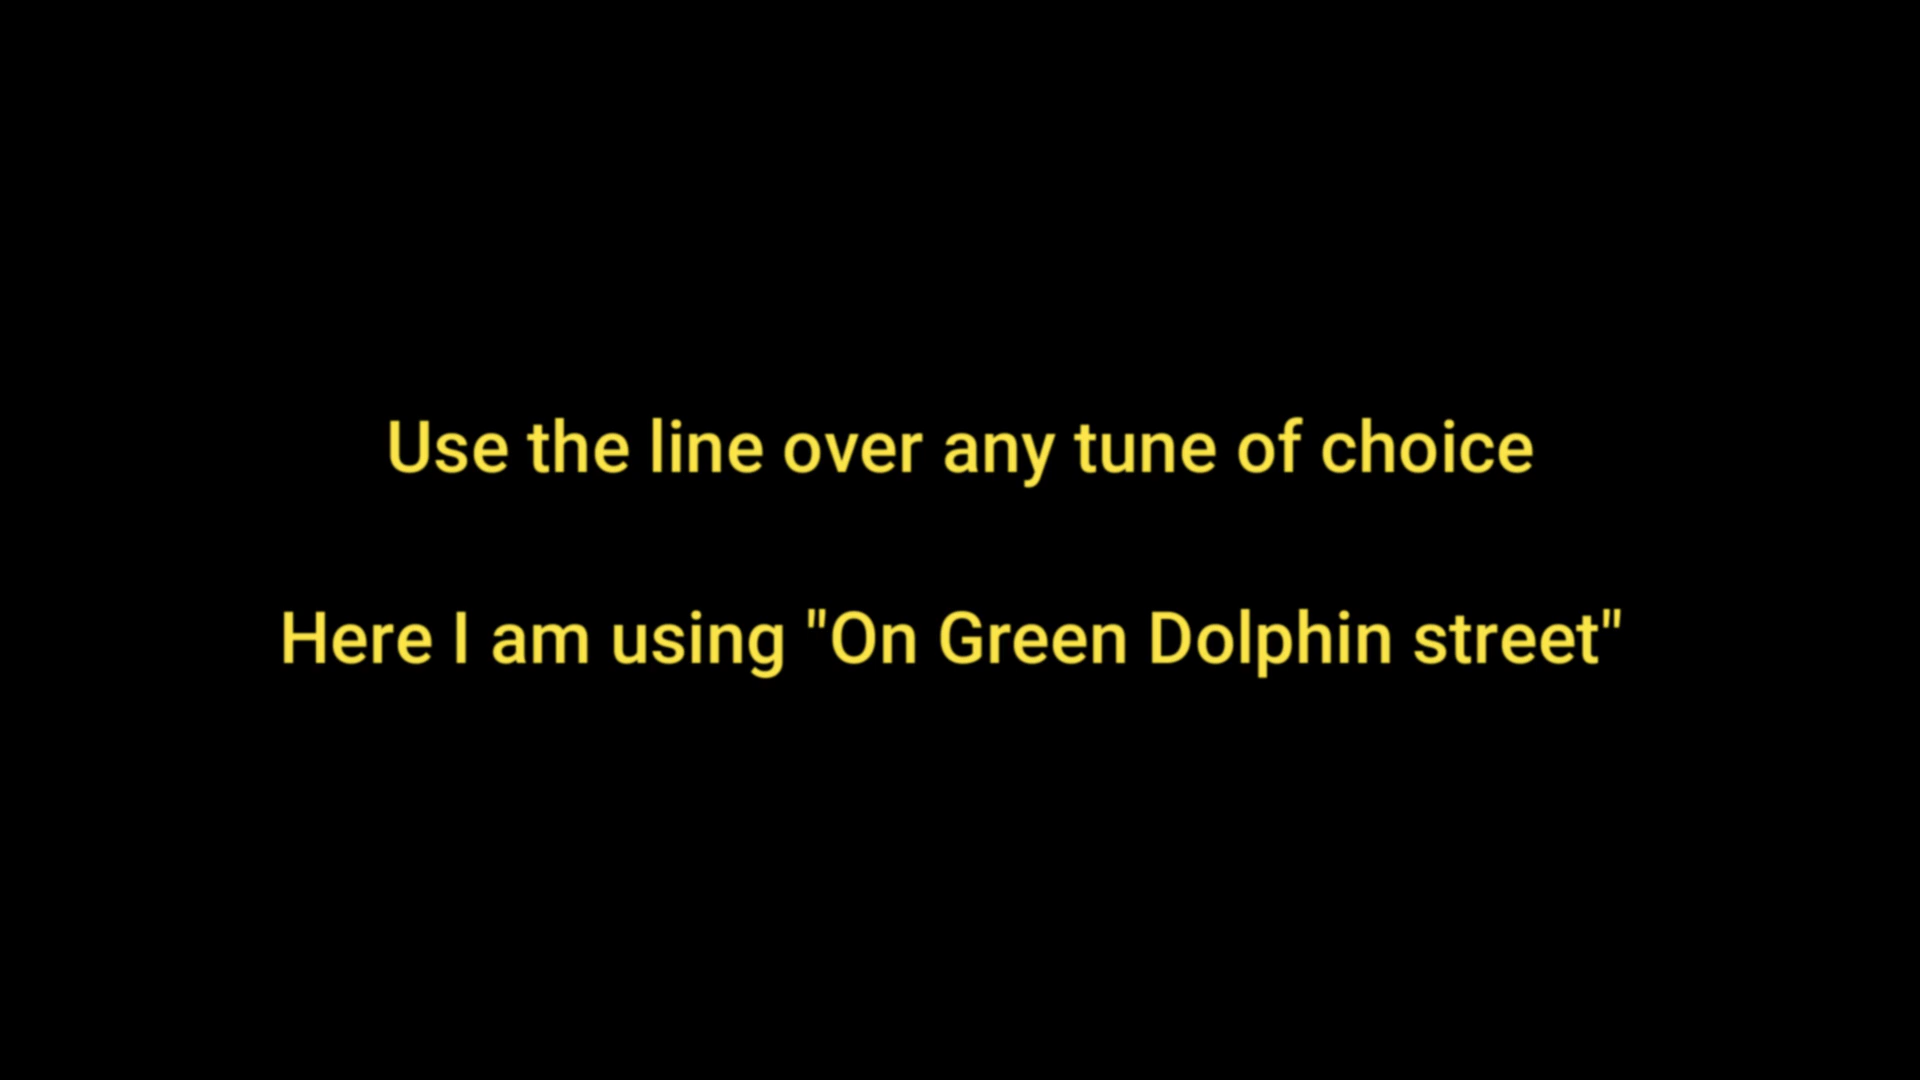 Use the line over any tune of choice
Here I am using "On Green Dolphin street"